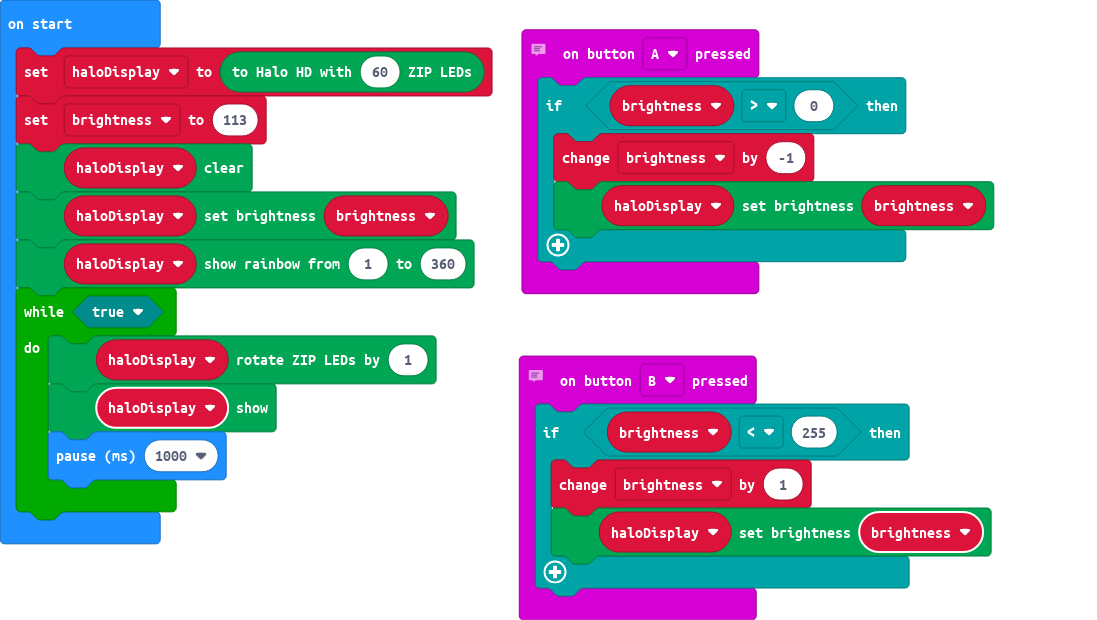 on start
set haloDisplay to to Halo HD with 60 ZIP LEDs
set brightness to 113
haloDisplay clear
haloDisplay set brightness brightness
haloDisplay show rainbow from 1 to 360
while true
do
haloDisplay rotate ZIP LEDs by 1
haloDisplay show
pause (ms) 1000
on button A pressed
if brightness > 0 then
change brightness by -1
haloDisplay set brightness brightness
on button B pressed
if brightness < 255 then
change brightness by 1
haloDisplay set brightness brightness